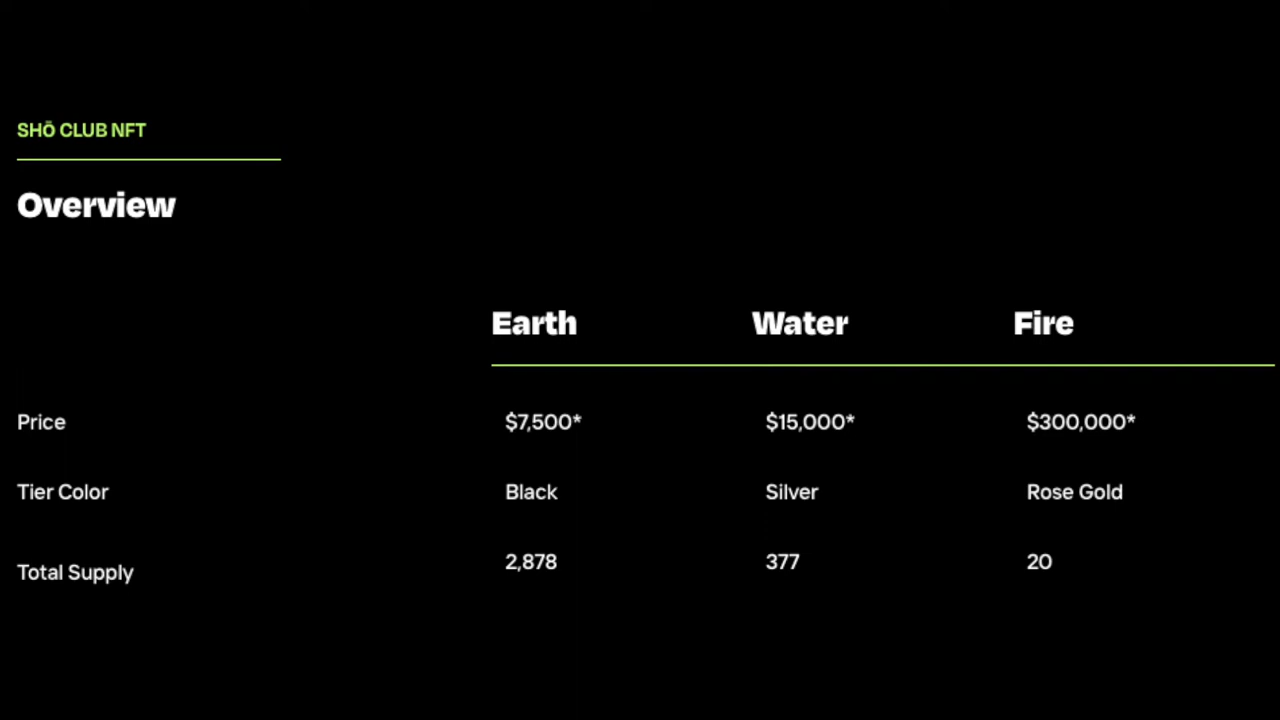 SHŌ CLUB NFT
Overview
Earth Water Fire
Price $7,500* $15,000* $300,000*
Tier Color Black Silver Rose Gold
Total Supply 2,878 377 20